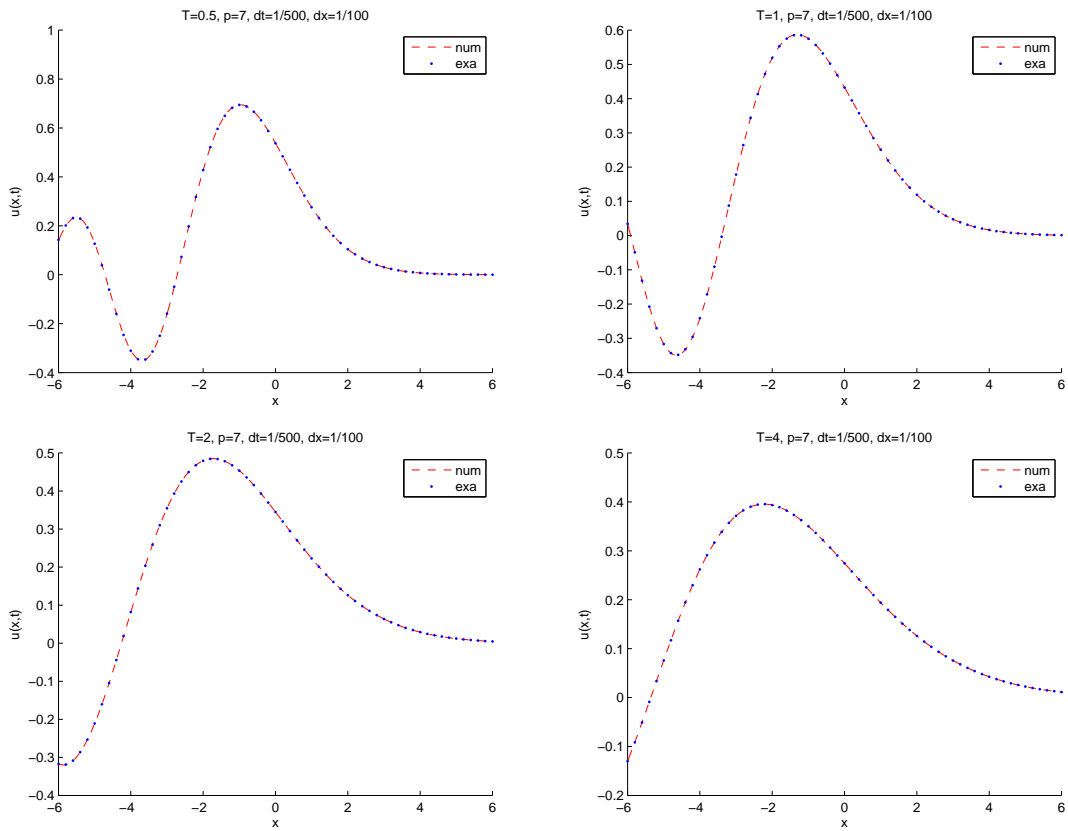 T=0.5, p=7, dt=1/500, dx=1/100
num
exa
u(x,t)
1
0.8
0.6
0.4
0.2
0
−0.2
−0.4
−6 −4 −2 0 2 4 6
x
T=1, p=7, dt=1/500, dx=1/100
num
exa
u(x,t)
0.6
0.5
0.4
0.3
0.2
0.1
0
−0.1
−0.2
−0.3
−0.4
−6 −4 −2 0 2 4 6
x
T=2, p=7, dt=1/500, dx=1/100
num
exa
u(x,t)
0.5
0.4
0.3
0.2
0.1
0
−0.1
−0.2
−0.3
−0.4
−6 −4 −2 0 2 4 6
x
T=4, p=7, dt=1/500, dx=1/100
num
exa
u(x,t)
0.5
0.4
0.3
0.2
0.1
0
−0.1
−0.2
−6 −4 −2 0 2 4 6
x